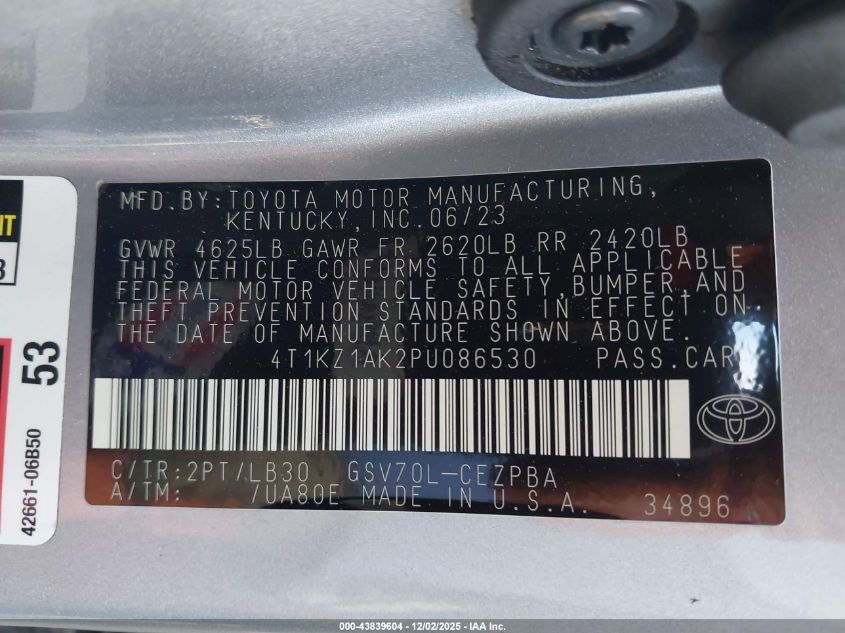 MFD.BY:TOYOTA MOTOR MANUFACTURING,
KENTUCKY, INC. 06/23
GVWR 4625LB GAWR FR 2620LB RR 2420LB
THIS VEHICLE CONFORMS TO ALL APPLICABLE
FEDERAL MOTOR VEHICLE SAFETY, BUMPER, AND
THEFT PREVENTION STANDARDS IN EFFECT ON
THE DATE OF MANUFACTURE SHOWN ABOVE.
4T1KZ1AK2PU086530 PASS.CAR
C/TR:2PT/LB30 GSV70L-CEZPBA
A/TM: /UA80E MADE IN U.S.A. 34896
53
42661-06B50
000-43839604 | 12/02/2025 - IAA Inc.